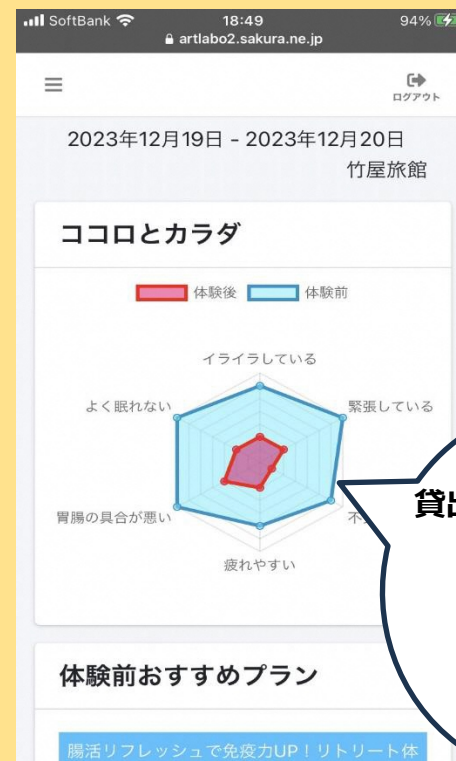 SoftBank 18:49 94%
artlabo2.sakura.ne.jp
ログアウト
2023年12月19日 - 2023年12月20日
竹屋旅館
ココロとカラダ
体験後 体験前
イライラしている
よく眠れない 緊張している
胃腸の具合が悪い 不
疲れやすい
貸出
体験前おすすめプラン
腸活リフレッシュで免疫力UP！リトリート体